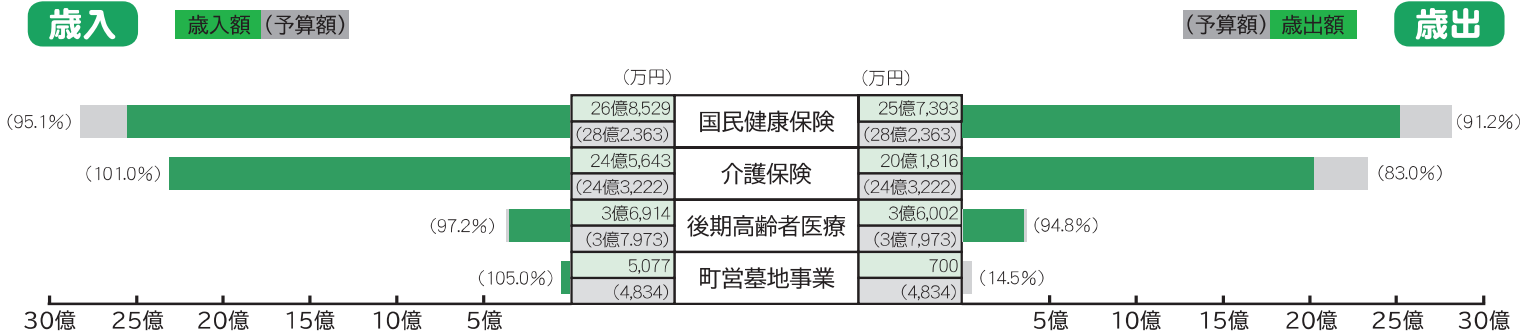 歳入 歳入額 （予算額） （予算額） 歳出額 歳出
（万円） （万円）
（95.1％） 26億8,529 国民健康保険 25億7,393 （91.2％）
（28億2.363） （28億2,363）
（101.0％） 24億5,643 介護保険 20億1,816 （83.0％）
（24億3,222） （24億3,222）
（97.2％） 3億6,914 後期高齢者医療 3億6,002 （94.8％）
（3億7.973） （3億7,973）
（105.0％） 5,077 町営墓地事業 700 （14.5％）
（4,834） （4,834）
30億 25億 20億 15億 10億 5億 5億 10億 15億 20億 25億 30億